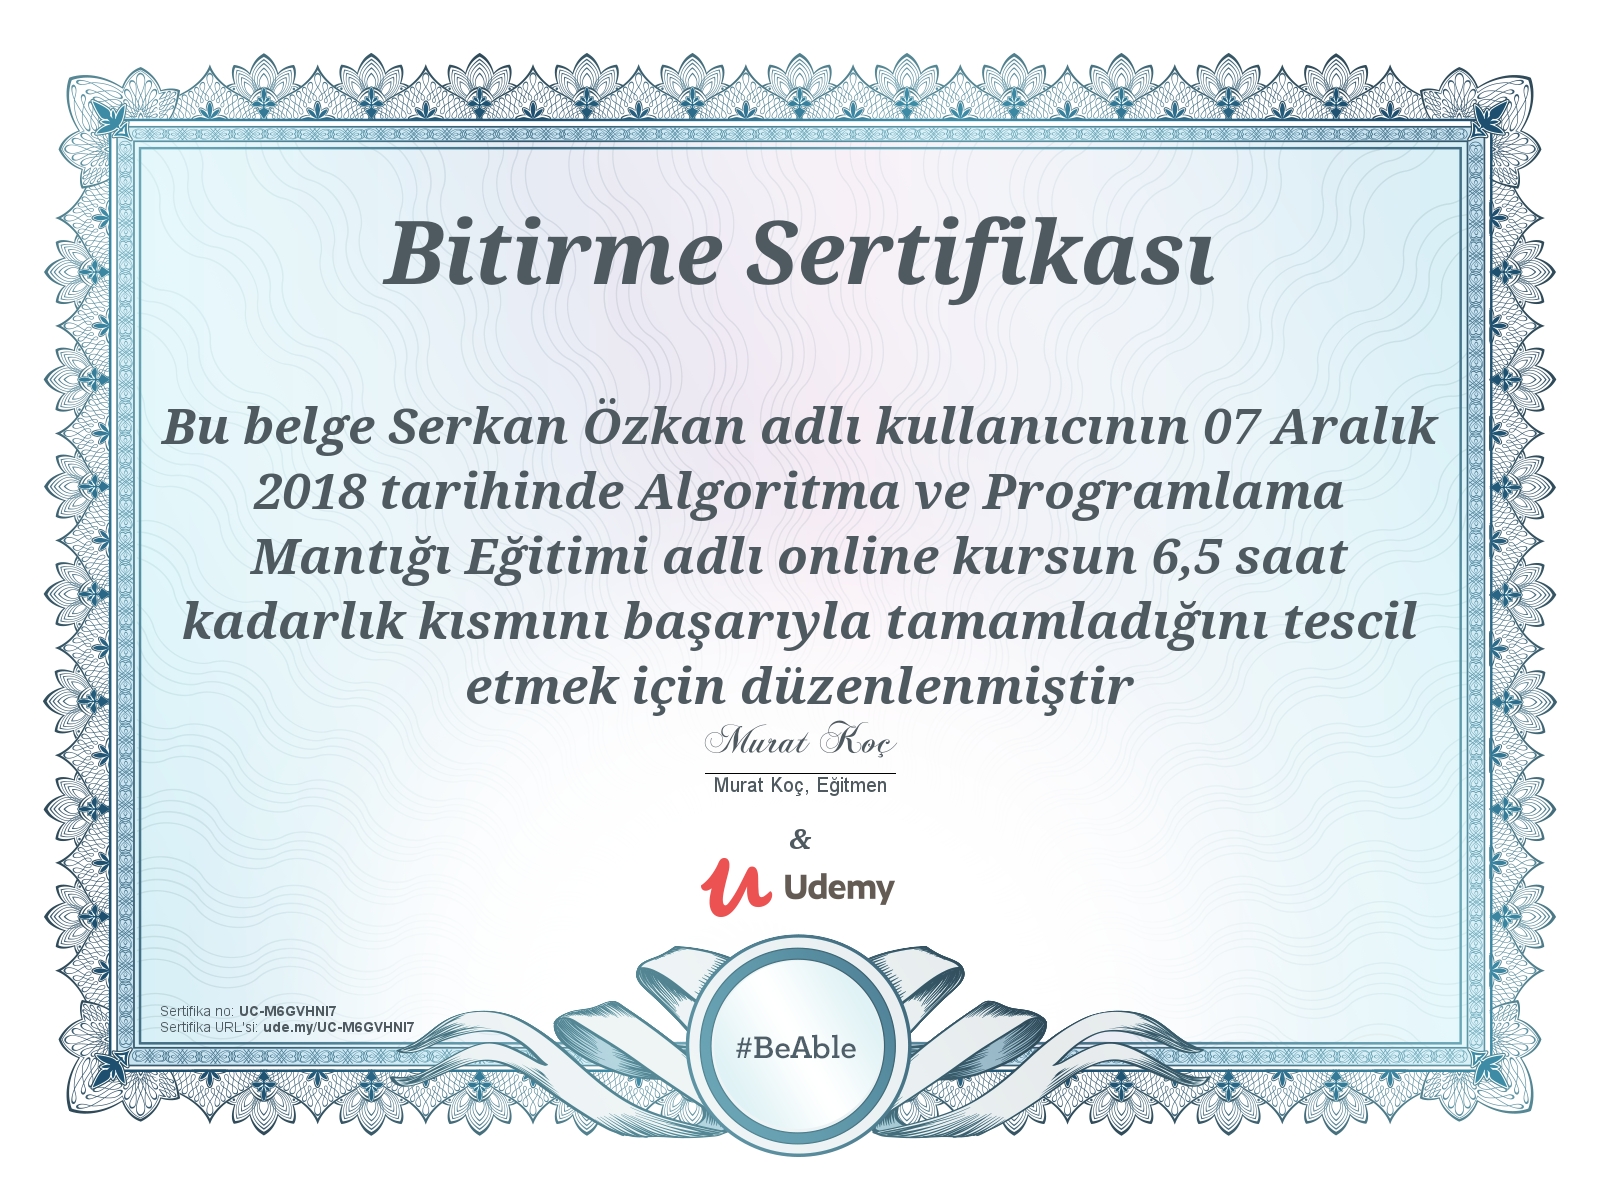 Bitirme Sertifikası
Bu belge Serkan Özkan adlı kullanıcının 07 Aralık
2018 tarihinde Algoritma ve Programlama
Mantığı Eğitimi adlı online kursun 6,5 saat
kadarlık kısmını başarıyla tamamladığını tescil
etmek için düzenlenmiştir
Murat Koç
Murat Koç, Eğitmen
&
Udemy
Sertifika no: UC-M6GVHNI7
Sertifika URL'si: ude.my/UC-M6GVHNI7
#BeAble